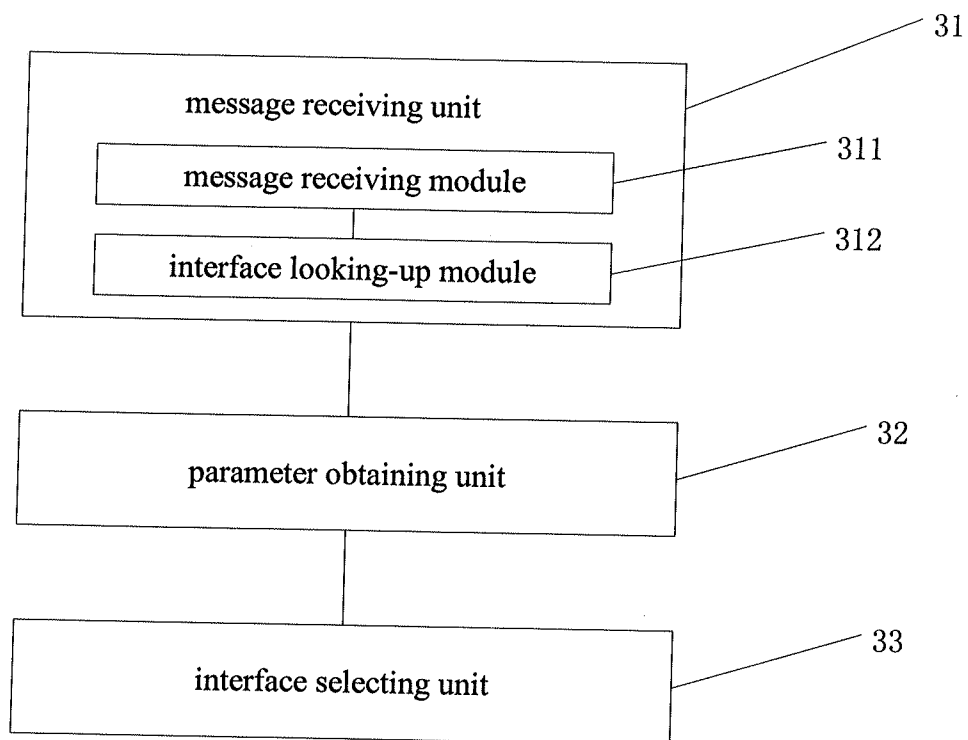 31
message receiving unit
311
message receiving module
312
interface looking-up module
32
parameter obtaining unit
33
interface selecting unit